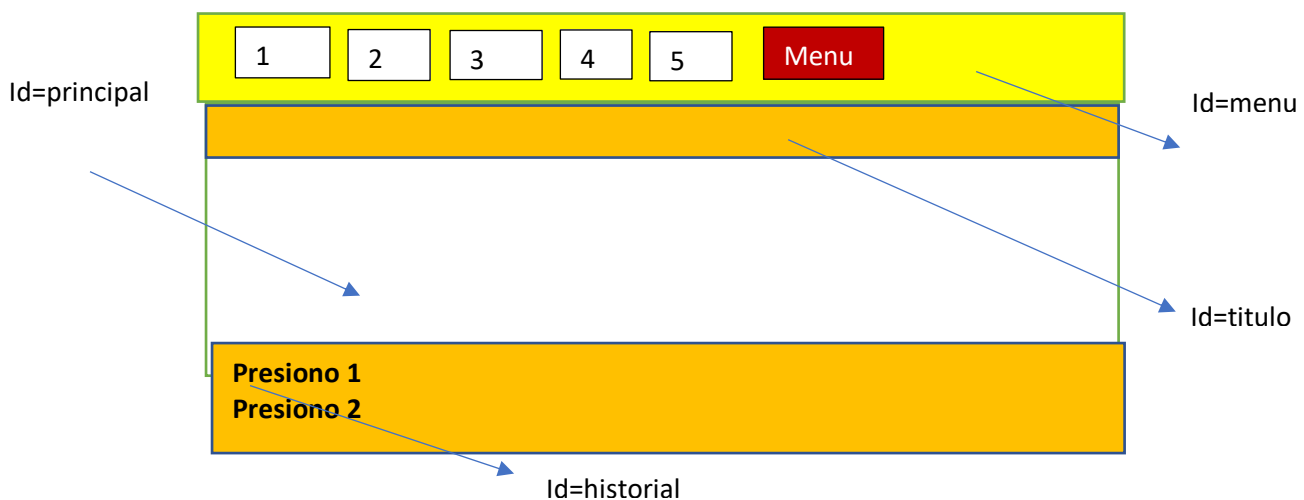 1 2 3 4 5 Menu
Id=principal
Id=menu
Id=titulo
Presiono 1
Presiono 2
Id=historial